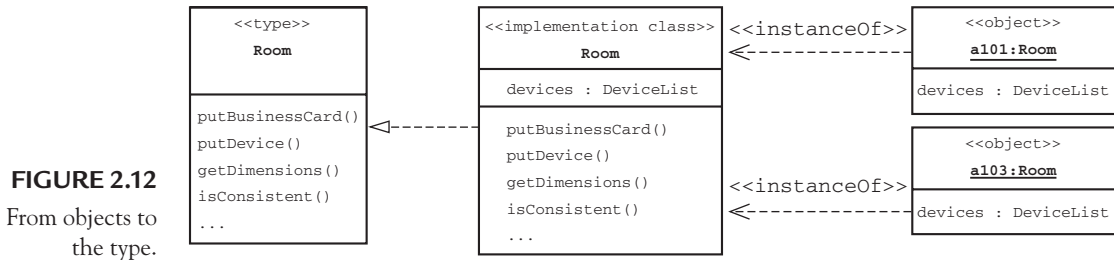 FIGURE 2.12
From objects to
the type.
<<type>>
Room
putBusinessCard()
putDevice()
getDimensions()
isConsistent()
...
<<implementation class>>
Room
devices : DeviceList
putBusinessCard()
putDevice()
getDimensions()
isConsistent()
...
<<instanceOf>>
<<instanceOf>>
<<object>>
a101:Room
devices : DeviceList
<<object>>
a103:Room
devices : DeviceList